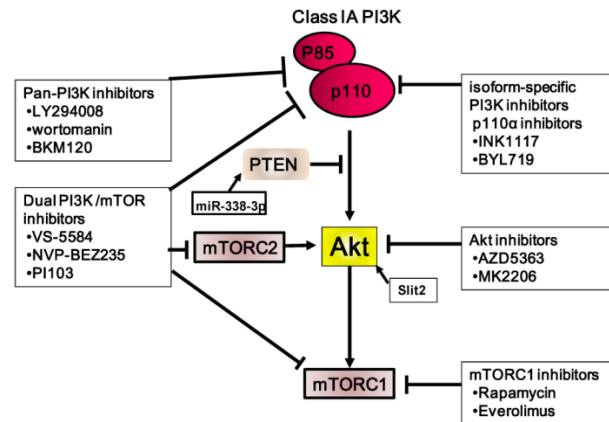 Class IA PI3K
P85
p110
Pan-PI3K inhibitors
•LY294008
•wortomanin
•BKM120
isoform-specific
PI3K inhibitors
p110α inhibitors
•INK1117
•BYL719
PTEN
miR-338-3p
Dual PI3K/mTOR
inhibitors
•VS-5584
•NVP-BEZ235
•PI103
mTORC2
Akt
Slit2
Akt inhibitors
•AZD5363
•MK2206
mTORC1
mTORC1 inhibitors
•Rapamycin
•Everolimus